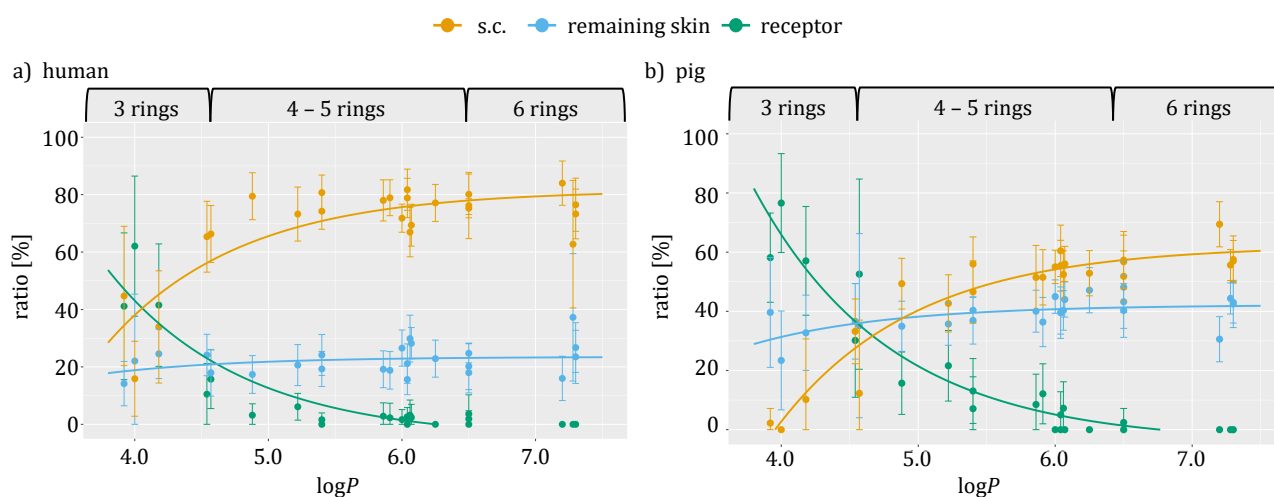 s.c. remaining skin receptor
a) human
3 rings 4 – 5 rings 6 rings
100
80
60
40
20
0
ratio [%]
4.0 5.0 6.0 7.0
logP
b) pig
3 rings 4 – 5 rings 6 rings
100
80
60
40
20
0
ratio [%]
4.0 5.0 6.0 7.0
logP